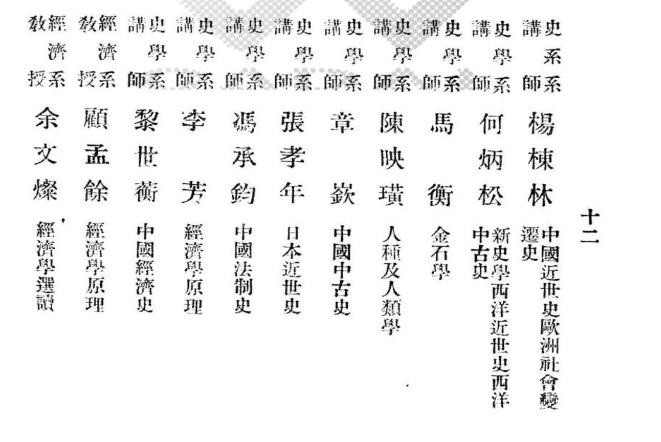 十二
史系講師 楊棟林 中國近世史歐洲社會變遷史
史學系講師 何炳松 新史學西洋近世史西洋中古史
史學系講師 馬衡 金石學
史學系講師 陳映璜 人種及人類學
史學系講師 章嶔 中國中古史
史學系講師 張孝年 日本近世史
史學系講師 馮承鈞 中國法制史
史學系講師 李芳 經濟學原理
史學系講師 黎世蘅 中國經濟史
經濟系教授 顧孟餘 經濟學原理
經濟系教授 余文燦 經濟學選讀